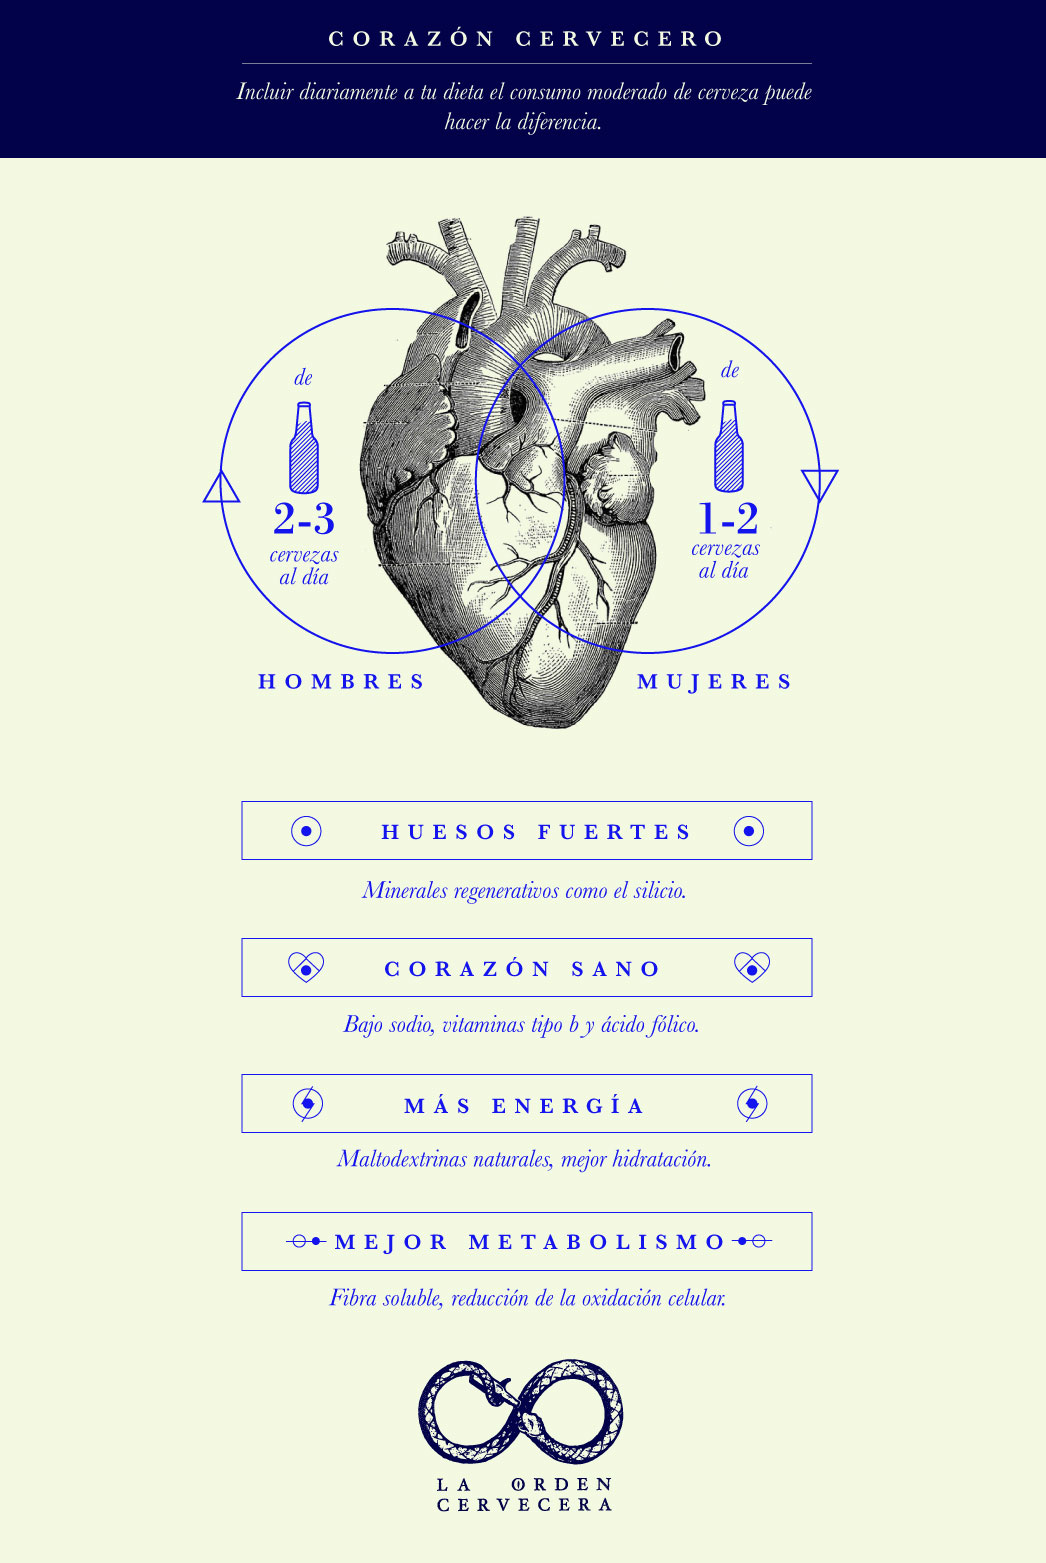 CORAZÓN CERVECERO
Incluir diariamente a tu dieta el consumo moderado de cerveza puede
hacer la diferencia.
de
2-3
cervezas
al día
HOMBRES
de
1-2
cervezas
al día
MUJERES
HUESOS FUERTES
Minerales regenerativos como el silicio.
CORAZÓN SANO
Bajo sodio, vitaminas tipo b y ácido fólico.
MÁS ENERGÍA
Maltodextrinas naturales, mejor hidratación.
MEJOR METABOLISMO
Fibra soluble, reducción de la oxidación celular.
LA ORDEN
CERVECERA